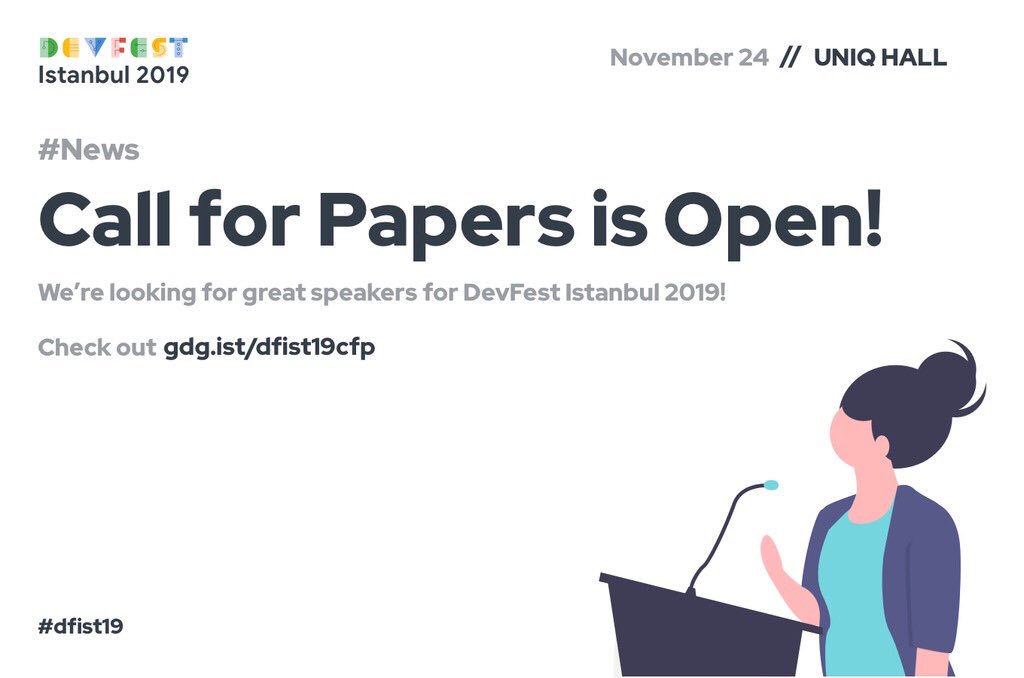 DEVFEST
Istanbul 2019
November 24 // UNIQ HALL
#News
Call for Papers is Open!
We’re looking for great speakers for DevFest Istanbul 2019!
Check out gdg.ist/dfist19cfp
#dfist19